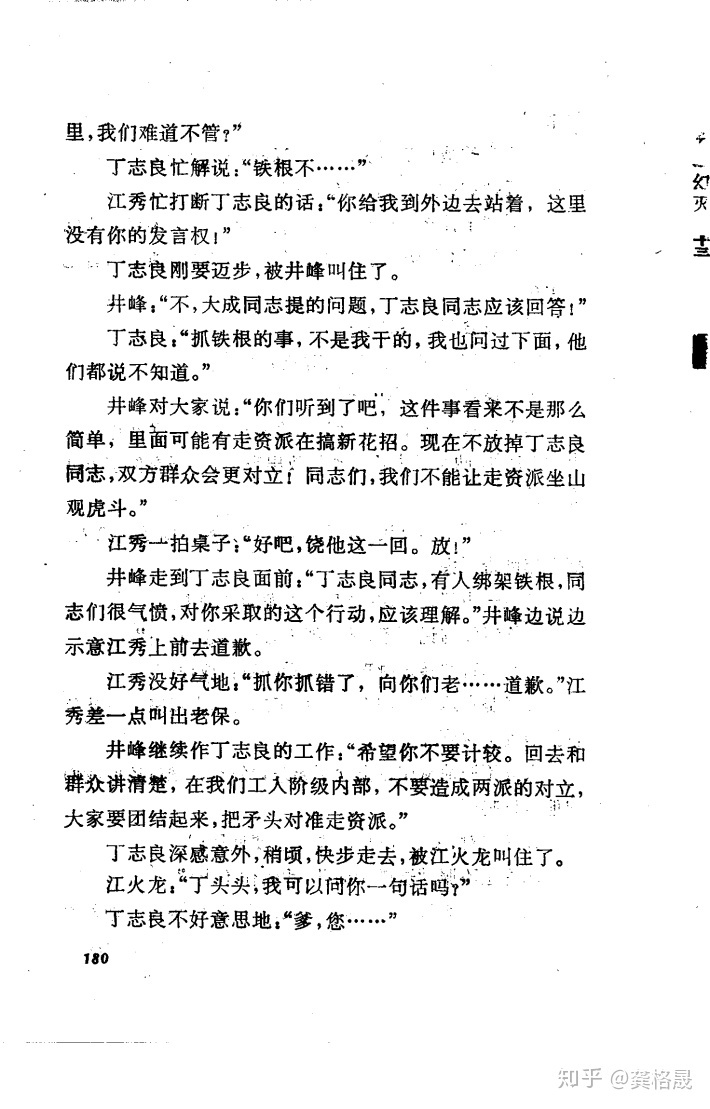 里，我们难道不管？”
丁志良忙解说：“铁根不……”
江秀忙打断丁志良的话：“你给我到外边去站着，这里
没有你的发言权！”
丁志良刚要迈步，被井峰叫住了。
井峰：“不，大成同志提的问题，丁志良同志应该回答！”
丁志良：“抓铁根的事，不是我干的，我也问过下面，他
们都说不知道。”
井峰对大家说：“你们听到了吧，这件事看来不是那么
简单，里面可能有走资派在搞新花招。现在不放掉丁志良
同志，双方群众会更对立；同志们，我们不能让走资派坐山
观虎斗。”
江秀一拍桌子：“好吧，饶他这一回。放！”
井峰走到丁志良面前：“丁志良同志，有人绑架铁根，同
志们很气愤，对你采取的这个行动，应该理解。”井峰边说边
示意江秀上前去道歉。
江秀没好气地：“抓你抓错了，向你们老……道歉。”江
秀差一点叫出老保。
井峰继续作丁志良的工作：“希望你不要计较。回去和
群众讲清楚，在我们工人阶级内部，不要造成两派的对立，
大家要团结起来，把矛头对准走资派。”
丁志良深感意外，稍顷，快步走去，被江火龙叫住了。
江火龙：“丁头头，我可以问你一句话吗？”
丁志良不好意思地：“爹，您……”
180
幻灭 十三
知乎 @龚格晟